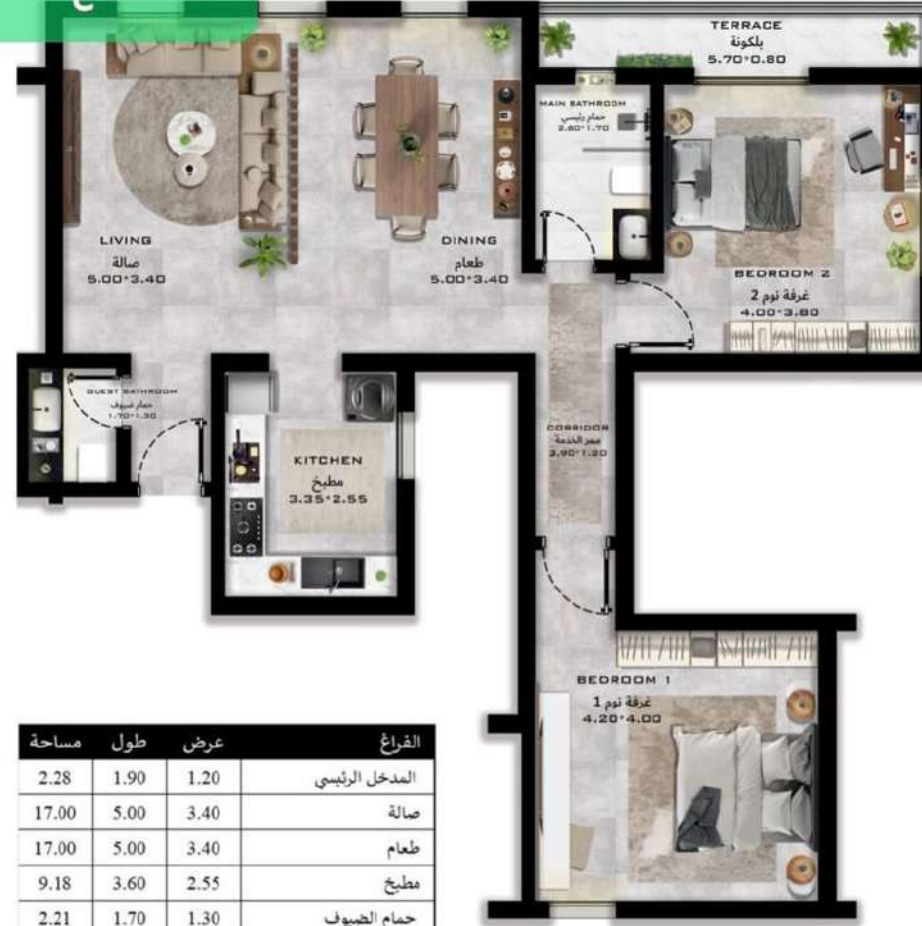 TERRACE
بلكونة
5.70*0.80
MAIN BATHROOM
حمام رئيسي
2.60*1.70
LIVING
صالة
5.00*3.40
DINING
طعام
5.00*3.40
BEDROOM 2
غرفة نوم 2
4.00*3.80
GUEST BATHROOM
حمام ضيوف
1.70*1.30
KITCHEN
مطبخ
3.35*2.55
CORRIDOR
ممر الخدمة
3.90*1.20
BEDROOM 1
غرفة نوم 1
4.20*4.00
الفراغ عرض طول مساحة
المدخل الرئيسي 1.20 1.90 2.28
صالة 3.40 5.00 17.00
طعام 3.40 5.00 17.00
مطبخ 2.55 3.60 9.18
حمام الضيوف 1.30 1.70 2.21